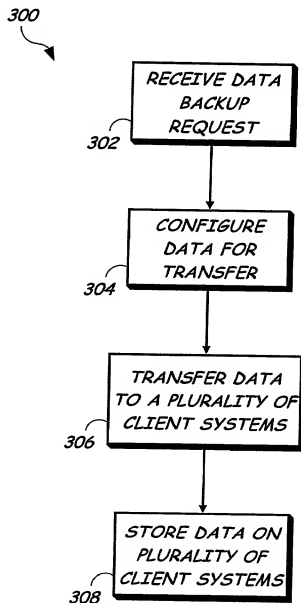 300
RECEIVE DATA
BACKUP
REQUEST
302
CONFIGURE
DATA FOR
TRANSFER
304
TRANSFER DATA
TO A PLURALITY OF
CLIENT SYSTEMS
306
STORE DATA ON
PLURALITY OF
CLIENT SYSTEMS
308